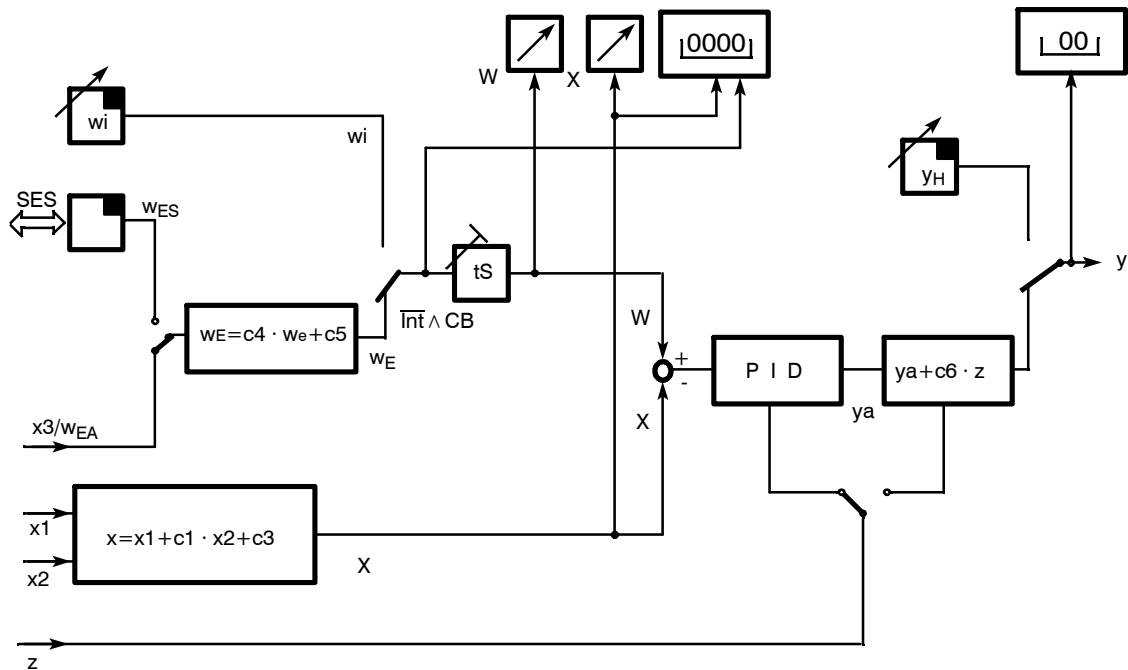 0000
00
W
X
wi
wi
yH
SES
wES
tS
y
Int ∧ CB
wE=c4 · we+c5
wE
W
+
-
P I D
ya+c6 · z
ya
X
x3/wEA
x1
x=x1+c1 · x2+c3
X
x2
z